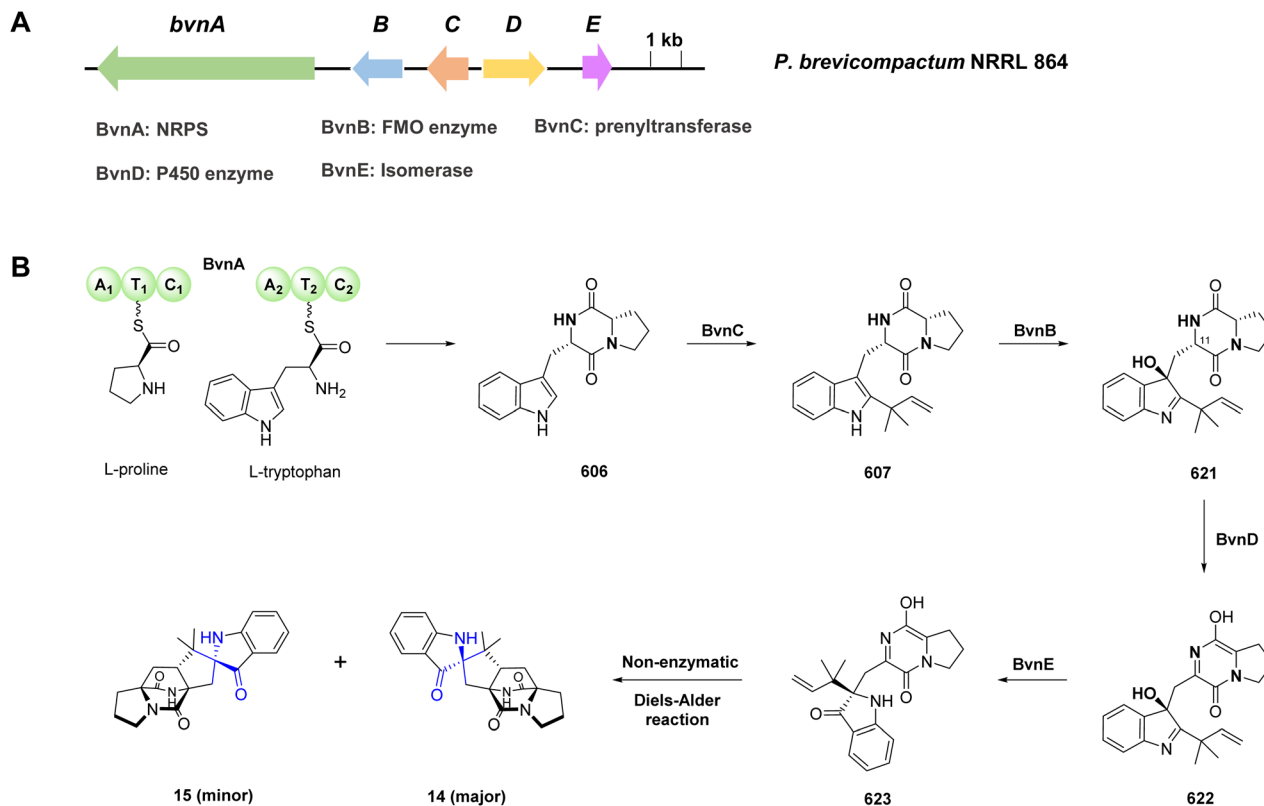 A
bvnA B C D E
1 kb
P. brevicompactum NRRL 864
BvnA: NRPS
BvnB: FMO enzyme
BvnC: prenyltransferase
BvnD: P450 enzyme
BvnE: Isomerase
B
BvnA
A1 T1 C1 A2 T2 C2
S O NH
L-proline
S O NH2 N H
L-tryptophan
O HN N O N H
606
BvnC
O HN N O N H
607
BvnB
O HN N 11 O HO N
621
BvnD
OH N N O HO N
622
BvnE
OH N N O O NH
623
Non-enzymatic
Diels-Alder
reaction
NH O O N H N O
14 (major)
+
HN O O N H N O
15 (minor)